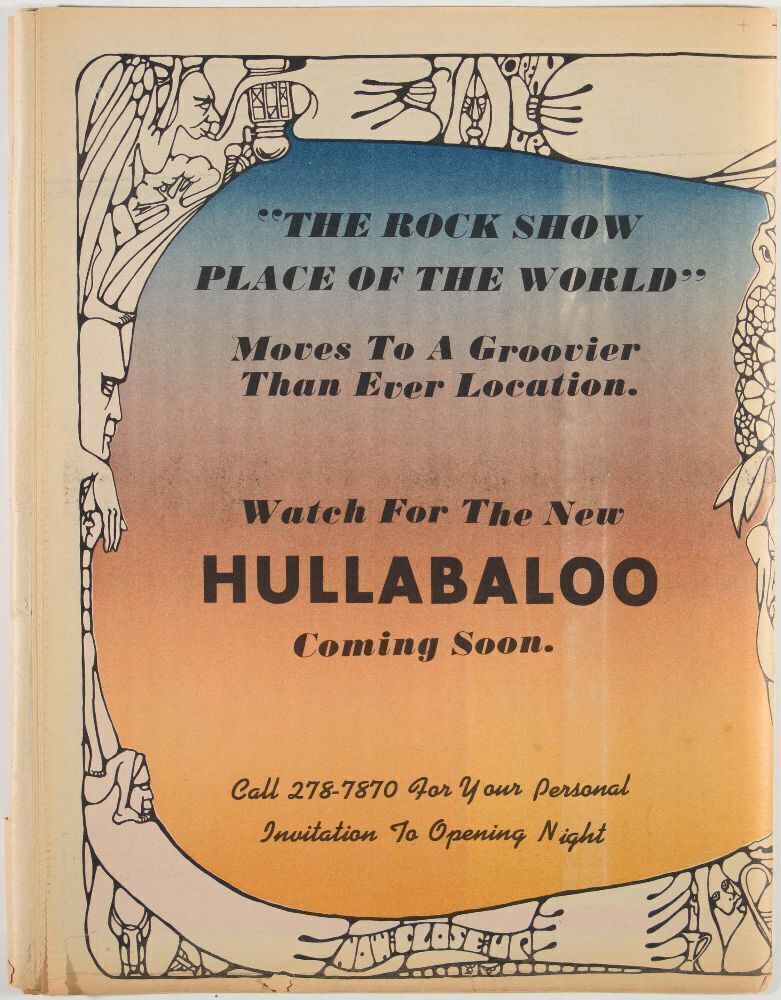 “THE ROCK SHOW
PLACE OF THE WORLD”
Moves To A Groovier
Than Ever Location.
Watch For The New
HULLABALOO
Coming Soon.
Call 278-7870 For Your Personal
Invitation To Opening Night